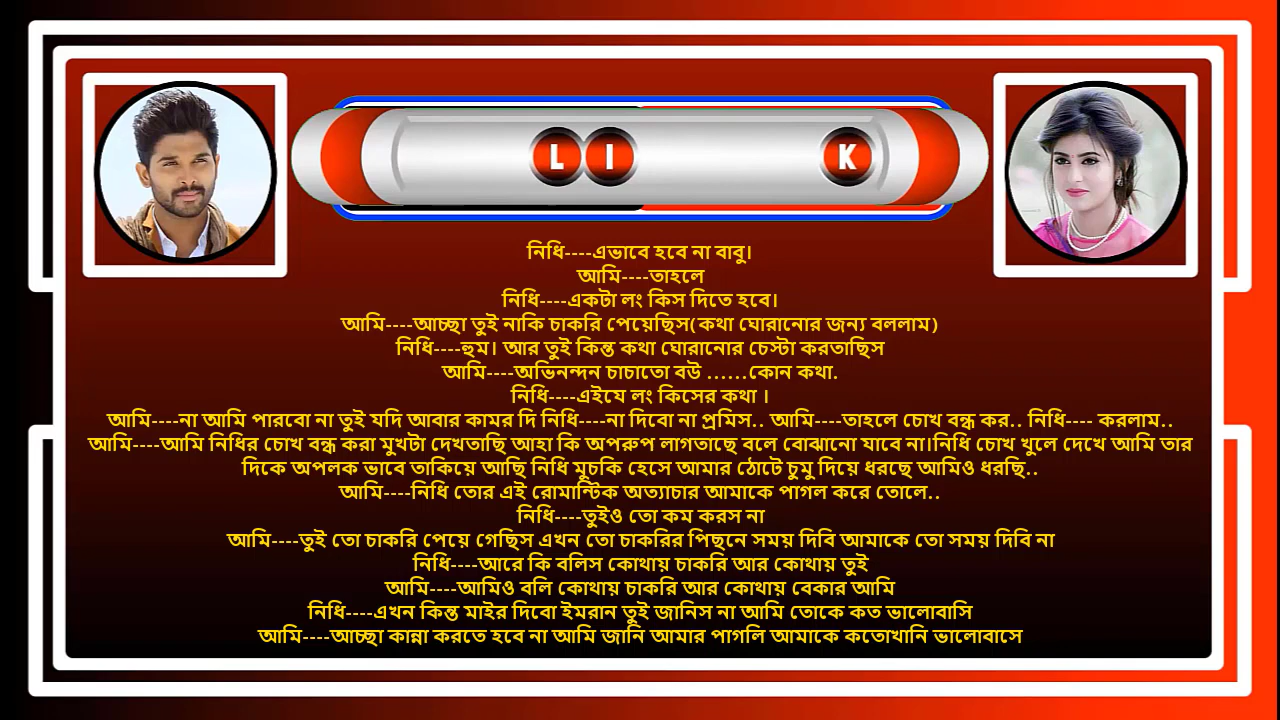 L I K
নিধি----এভাবে হবে না বাবু।
আমি----তাহলে
নিধি----একটা লং কিস দিতে হবে।
আমি----আচ্ছা তুই নাকি চাকরি পেয়েছিস(কথা ঘোরানোর জন্য বললাম)
নিধি----হুম। আর তুই কিন্ত কথা ঘোরানোর চেস্টা করতাছিস
আমি----অভিনন্দন চাচাতো বউ ......কোন কথা.
নিধি----এইযে লং কিসের কথা ।
আমি----না আমি পারবো না তুই যদি আবার কামর দি নিধি----না দিবো না প্রমিস.. আমি----তাহলে চোখ বন্ধ কর.. নিধি---- করলাম..
আমি----আমি নিধির চোখ বন্ধ করা মুখটা দেখতাছি আহা কি অপরুপ লাগতাছে বলে বোঝানো যাবে না।নিধি চোখ খুলে দেখে আমি তার
দিকে অপলক ভাবে তাকিয়ে আছি নিধি মুচকি হেসে আমার ঠোটে চুমু দিয়ে ধরছে আমিও ধরছি..
আমি----নিধি তোর এই রোমান্টিক অত্যাচার আমাকে পাগল করে তোলে..
নিধি----তুইও তো কম করস না
আমি----তুই তো চাকরি পেয়ে গেছিস এখন তো চাকরির পিছনে সময় দিবি আমাকে তো সময় দিবি না
নিধি----আরে কি বলিস কোথায় চাকরি আর কোথায় তুই
আমি----আমিও বলি কোথায় চাকরি আর কোথায় বেকার আমি
নিধি----এখন কিন্ত মাইর দিবো ইমরান তুই জানিস না আমি তোকে কত ভালোবাসি
আমি----আচ্ছা কান্না করতে হবে না আমি জানি আমার পাগলি আমাকে কতোখানি ভালোবাসে